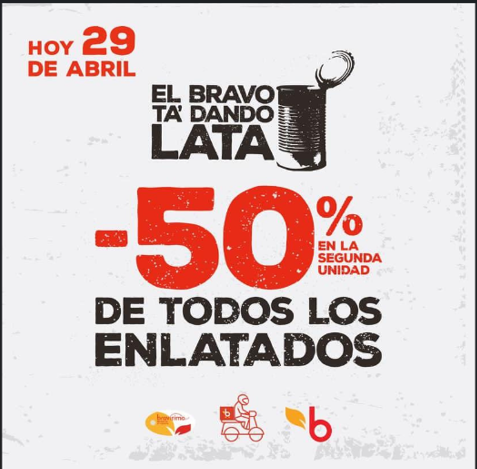 HOY 29
DE ABRIL
EL BRAVO
TA' DANDO
LATA
-50%
EN LA
SEGUNDA
UNIDAD
DE TODOS LOS
ENLATADOS
b